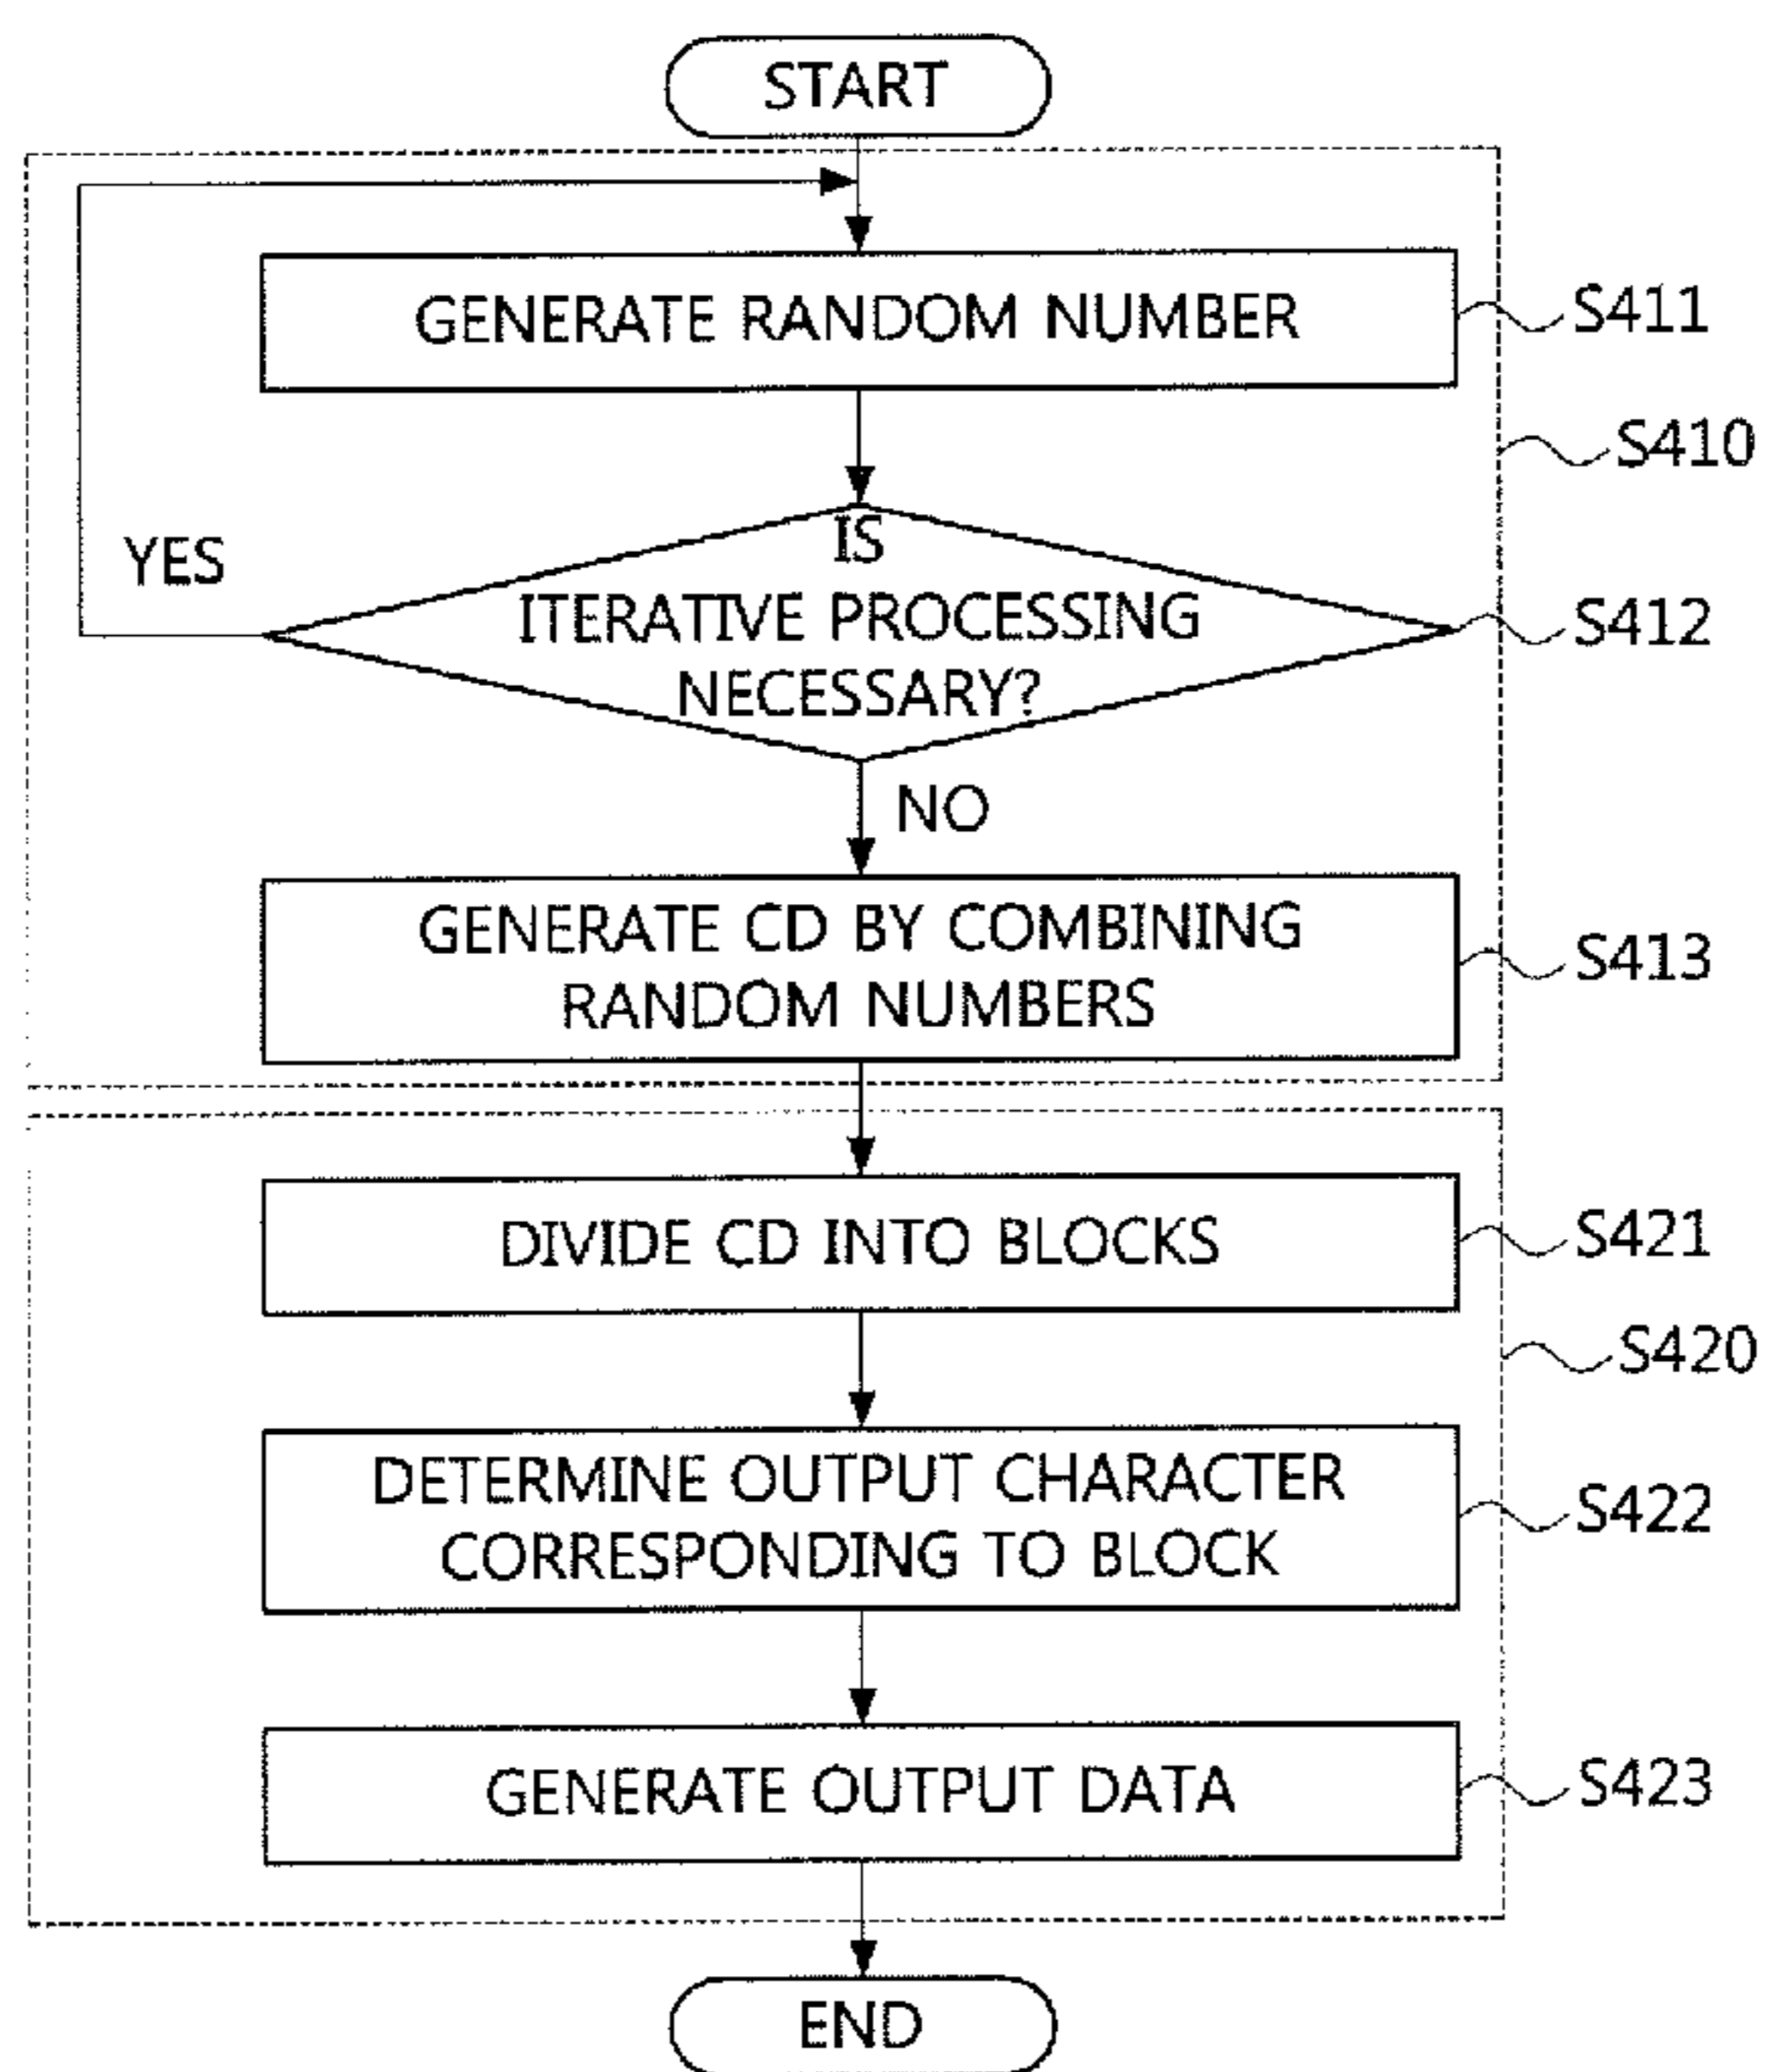 START
GENERATE RANDOM NUMBER
S411
S410
IS
YES
ITERATIVE PROCESSING
S412
NECESSARY?
NO
GENERATE CD BY COMBINING
RANDOM NUMBERS
S413
DIVIDE CD INTO BLOCKS
S421
S420
DETERMINE OUTPUT CHARACTER
CORRESPONDING TO BLOCK
S422
GENERATE OUTPUT DATA
S423
END